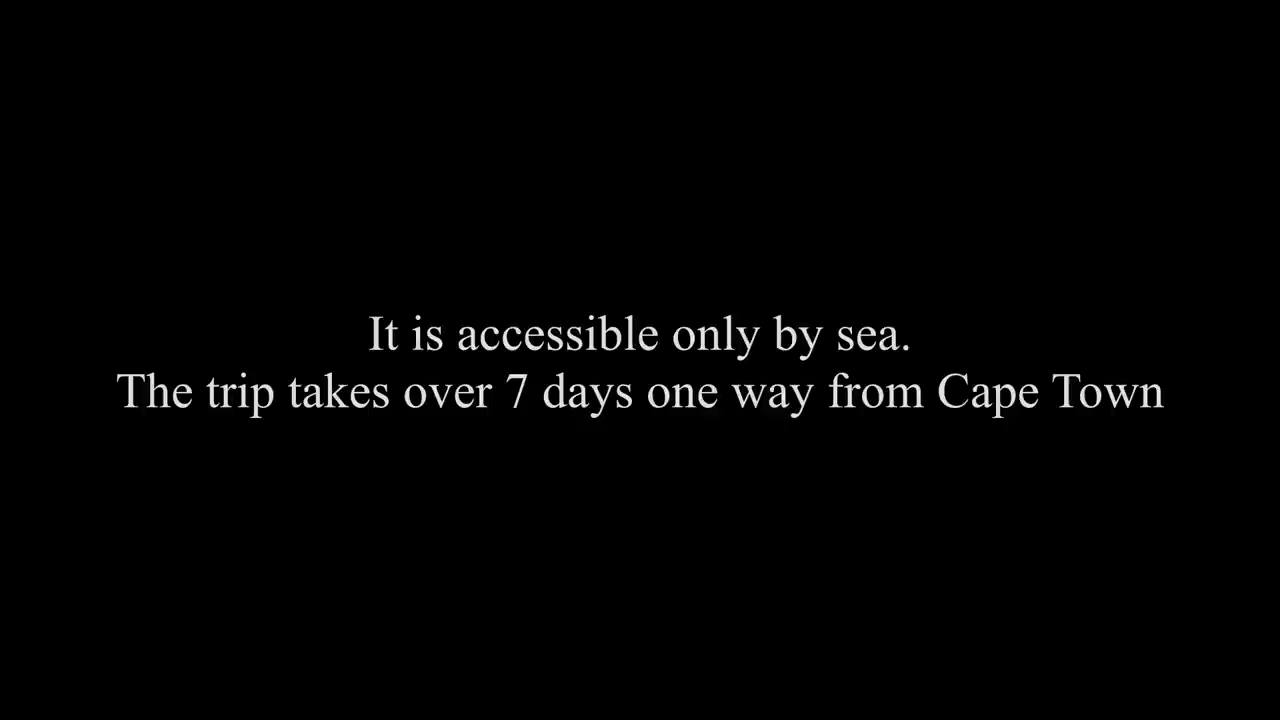 It is accessible only by sea.
The trip takes over 7 days one way from Cape Town